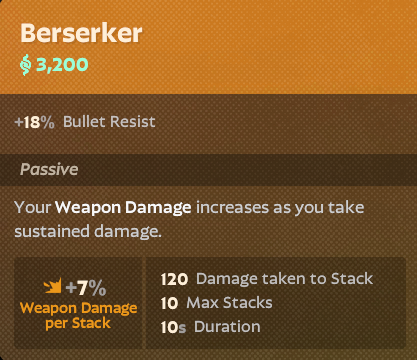 Berserker
3,200
+18% Bullet Resist
Passive
Your Weapon Damage increases as you take
sustained damage.
+7%
Weapon Damage
per Stack
120 Damage taken to Stack
10 Max Stacks
10s Duration